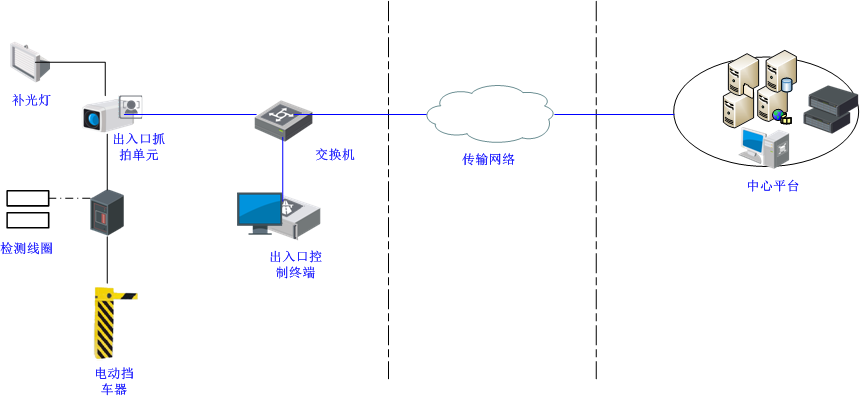 补光灯
出入口抓
拍单元
交换机
传输网络
中心平台
检测线圈
出入口控
制终端
电动挡
车器